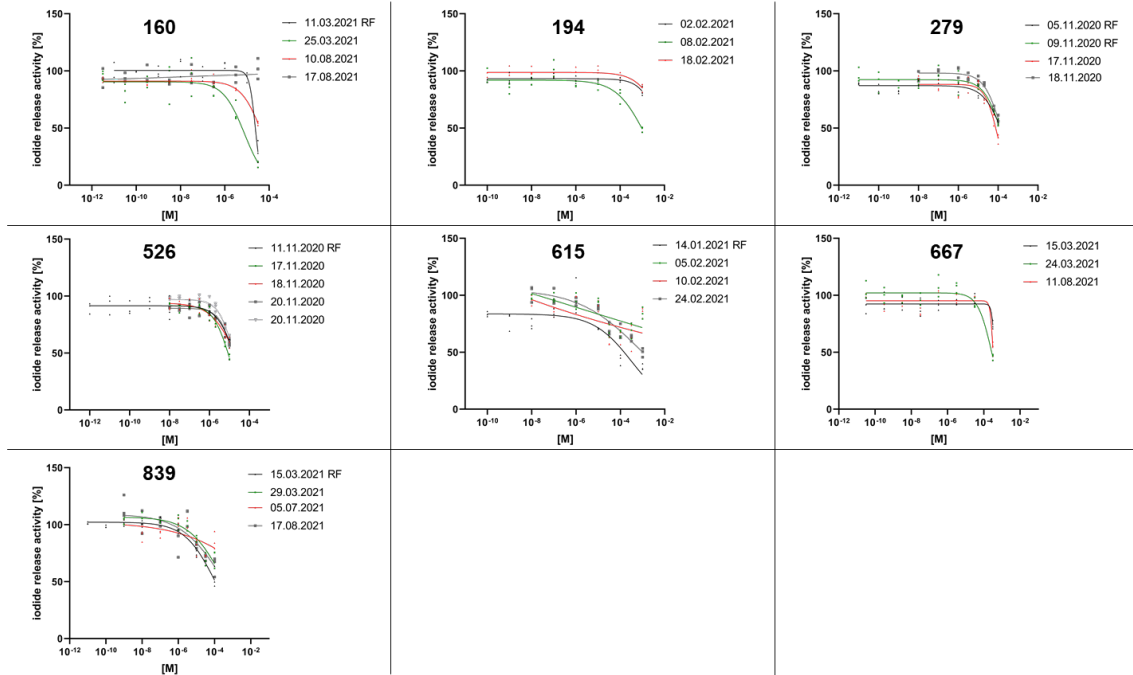 160
11.03.2021 RF
25.03.2021
10.08.2021
17.08.2021
iodide release activity [%]
150
100
50
0
10-12 10-10 10-8 10-6 10-4
[M]
194
02.02.2021
08.02.2021
18.02.2021
iodide release activity [%]
150
100
50
0
10-10 10-8 10-6 10-4 10-2
[M]
279
05.11.2020 RF
09.11.2020 RF
17.11.2020
18.11.2020
iodide release activity [%]
150
100
50
0
10-12 10-10 10-8 10-6 10-4 10-2
[M]
526
11.11.2020 RF
17.11.2020
18.11.2020
20.11.2020
20.11.2020
iodide release activity [%]
150
100
50
0
10-12 10-10 10-8 10-6 10-4
[M]
615
14.01.2021 RF
05.02.2021
10.02.2021
24.02.2021
iodide release activity [%]
150
100
50
0
10-10 10-8 10-6 10-4 10-2
[M]
667
15.03.2021
24.03.2021
11.08.2021
iodide release activity [%]
150
100
50
0
10-10 10-8 10-6 10-4 10-2
[M]
839
15.03.2021 RF
29.03.2021
05.07.2021
17.08.2021
iodide release activity [%]
150
100
50
0
10-12 10-10 10-8 10-6 10-4 10-2
[M]